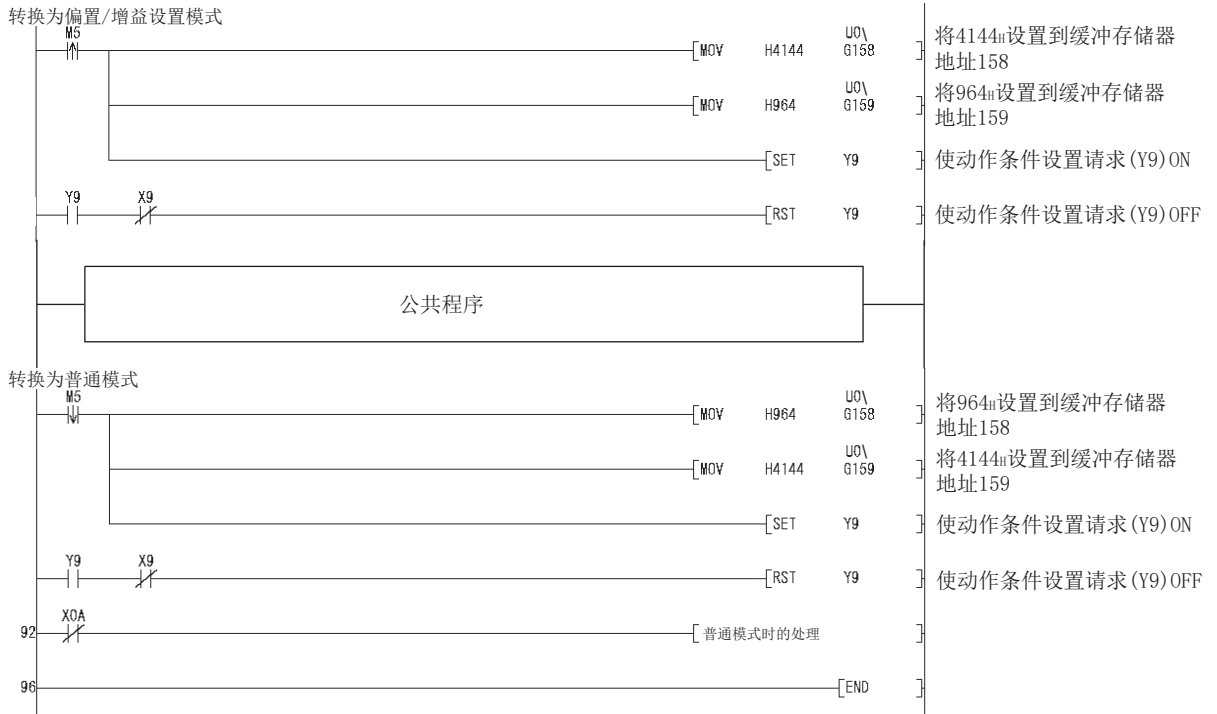 转换为偏置/增益设置模式
M5
[MOV H4144 U0\
G158 ]
将4144H设置到缓冲存储器
地址158
[MOV H964 U0\
G159 ]
将964H设置到缓冲存储器
地址159
[SET Y9 ]
使动作条件设置请求(Y9)ON
Y9 X9
[RST Y9 ]
使动作条件设置请求(Y9)OFF
公共程序
转换为普通模式
M5
[MOV H964 U0\
G158 ]
将964H设置到缓冲存储器
地址158
[MOV H4144 U0\
G159 ]
将4144H设置到缓冲存储器
地址159
[SET Y9 ]
使动作条件设置请求(Y9)ON
Y9 X9
[RST Y9 ]
使动作条件设置请求(Y9)OFF
X0A
92 [ 普通模式时的处理 ]
96 [END ]